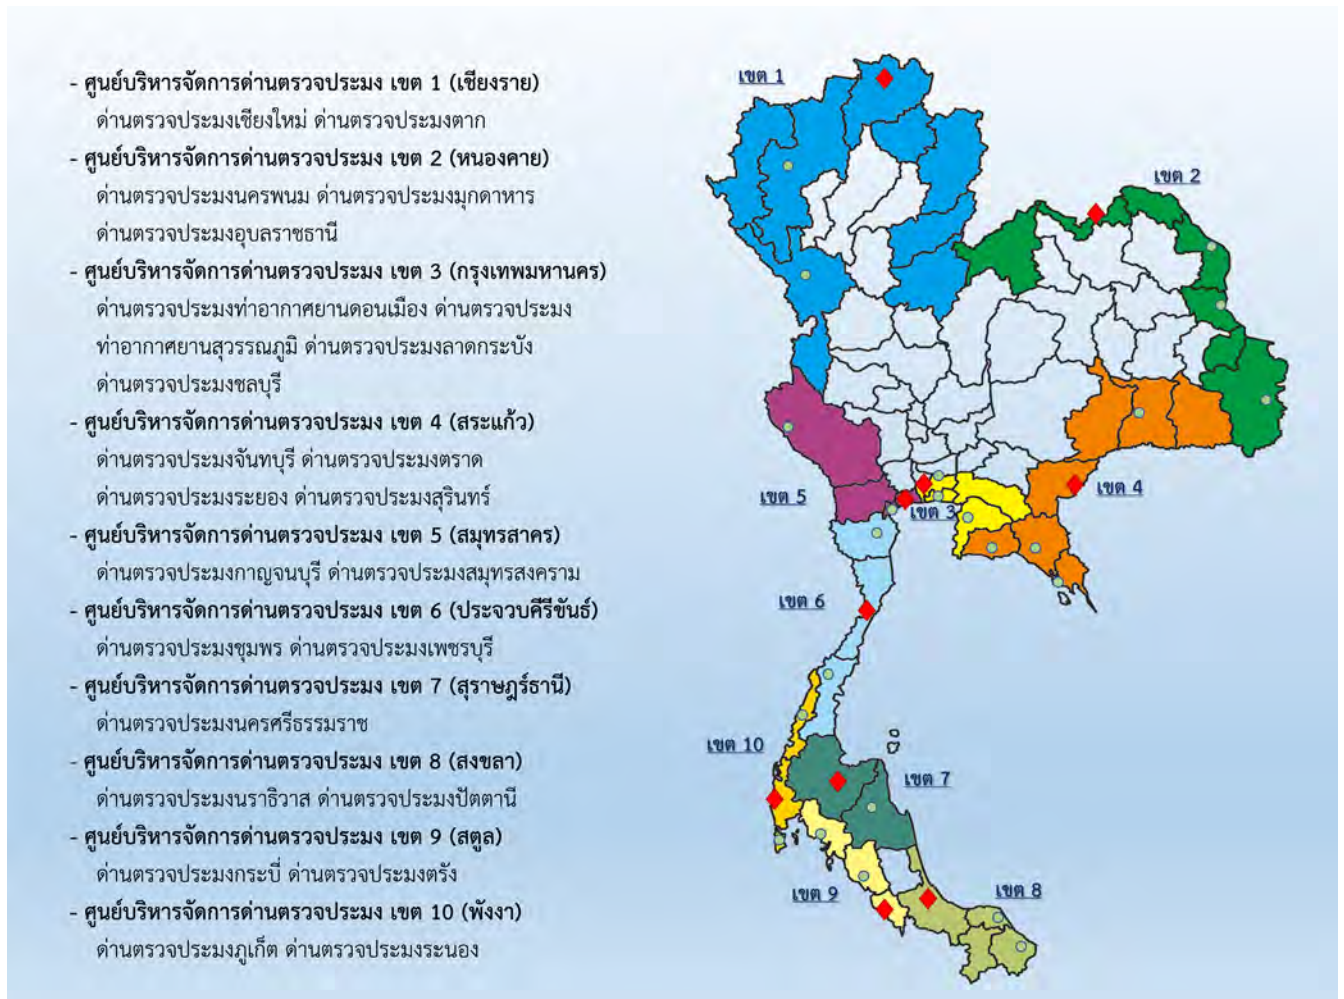 - ศูนย์บริหารจัดการด่านตรวจประมง เขต 1 (เชียงราย)
ด่านตรวจประมงเชียงใหม่ ด่านตรวจประมงตาก
- ศูนย์บริหารจัดการด่านตรวจประมง เขต 2 (หนองคาย)
ด่านตรวจประมงนครพนม ด่านตรวจประมงมุกดาหาร
ด่านตรวจประมงอุบลราชธานี
- ศูนย์บริหารจัดการด่านตรวจประมง เขต 3 (กรุงเทพมหานคร)
ด่านตรวจประมงท่าอากาศยานดอนเมือง ด่านตรวจประมง
ท่าอากาศยานสุวรรณภูมิ ด่านตรวจประมงลาดกระบัง
ด่านตรวจประมงชลบุรี
- ศูนย์บริหารจัดการด่านตรวจประมง เขต 4 (สระแก้ว)
ด่านตรวจประมงจันทบุรี ด่านตรวจประมงตราด
ด่านตรวจประมงระยอง ด่านตรวจประมงสุรินทร์
- ศูนย์บริหารจัดการด่านตรวจประมง เขต 5 (สมุทรสาคร)
ด่านตรวจประมงกาญจนบุรี ด่านตรวจประมงสมุทรสงคราม
- ศูนย์บริหารจัดการด่านตรวจประมง เขต 6 (ประจวบคีรีขันธ์)
ด่านตรวจประมงชุมพร ด่านตรวจประมงเพชรบุรี
- ศูนย์บริหารจัดการด่านตรวจประมง เขต 7 (สุราษฎร์ธานี)
ด่านตรวจประมงนครศรีธรรมราช
- ศูนย์บริหารจัดการด่านตรวจประมง เขต 8 (สงขลา)
ด่านตรวจประมงนราธิวาส ด่านตรวจประมงปัตตานี
- ศูนย์บริหารจัดการด่านตรวจประมง เขต 9 (สตูล)
ด่านตรวจประมงกระบี่ ด่านตรวจประมงตรัง
- ศูนย์บริหารจัดการด่านตรวจประมง เขต 10 (พังงา)
ด่านตรวจประมงภูเก็ต ด่านตรวจประมงระนอง
เขต 1
เขต 2
เขต 4
เขต 5
เขต 3
เขต 6
เขต 10
เขต 7
เขต 9
เขต 8